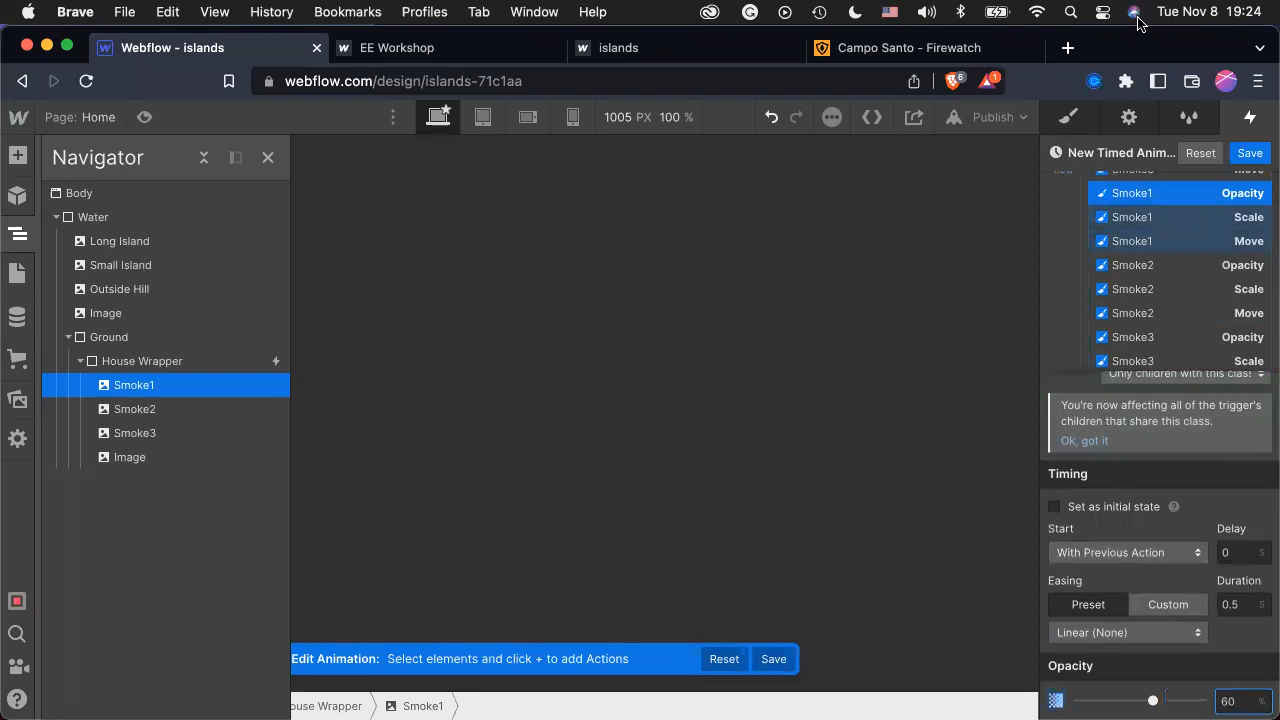 Brave File Edit View History Bookmarks Profiles Tab Window Help Tue Nov 8 19:24
Webflow - islands
EE Workshop
islands
Campo Santo - Firewatch
webflow.com/design/islands-71c1aa
6
1
Page: Home
1005 PX 100 %
Publish
Navigator
New Timed Anim...
Reset
Save
Body
Water
Long Island
Small Island
Outside Hill
Image
Ground
House Wrapper
Smoke1
Smoke2
Smoke3
Image
Smoke1 Opacity
Smoke1 Scale
Smoke1 Move
Smoke2 Opacity
Smoke2 Scale
Smoke2 Move
Smoke3 Opacity
Smoke3 Scale
Only children with this clas
You're now affecting all of the trigger's
children that share this class.
Ok, got it
Timing
Set as initial state
Start
Delay
With Previous Action
0 S
Easing
Duration
Preset
Custom
0.5 S
Linear (None)
Opacity
60 %
Edit Animation: Select elements and click + to add Actions
Reset
Save
ouse Wrapper
Smoke1